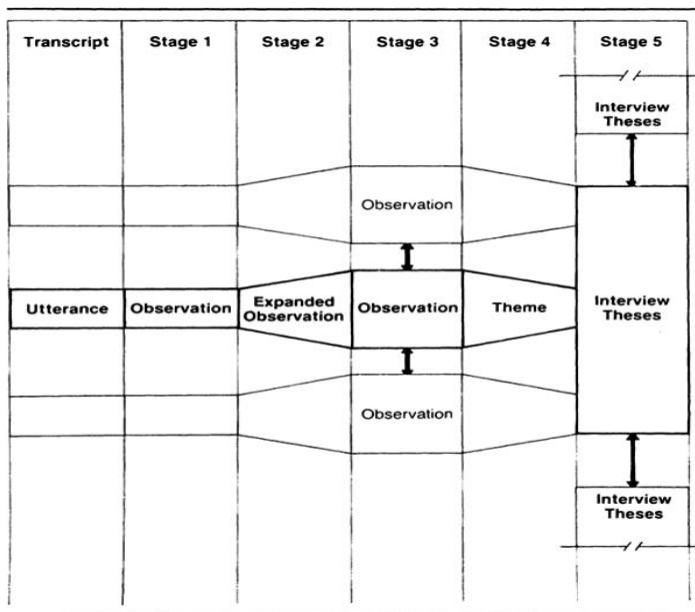 Transcript Stage 1 Stage 2 Stage 3 Stage 4 Stage 5
Interview
Theses
Observation
Utterance Observation Expanded
Observation Observation Theme Interview
Theses
Observation
Interview
Theses